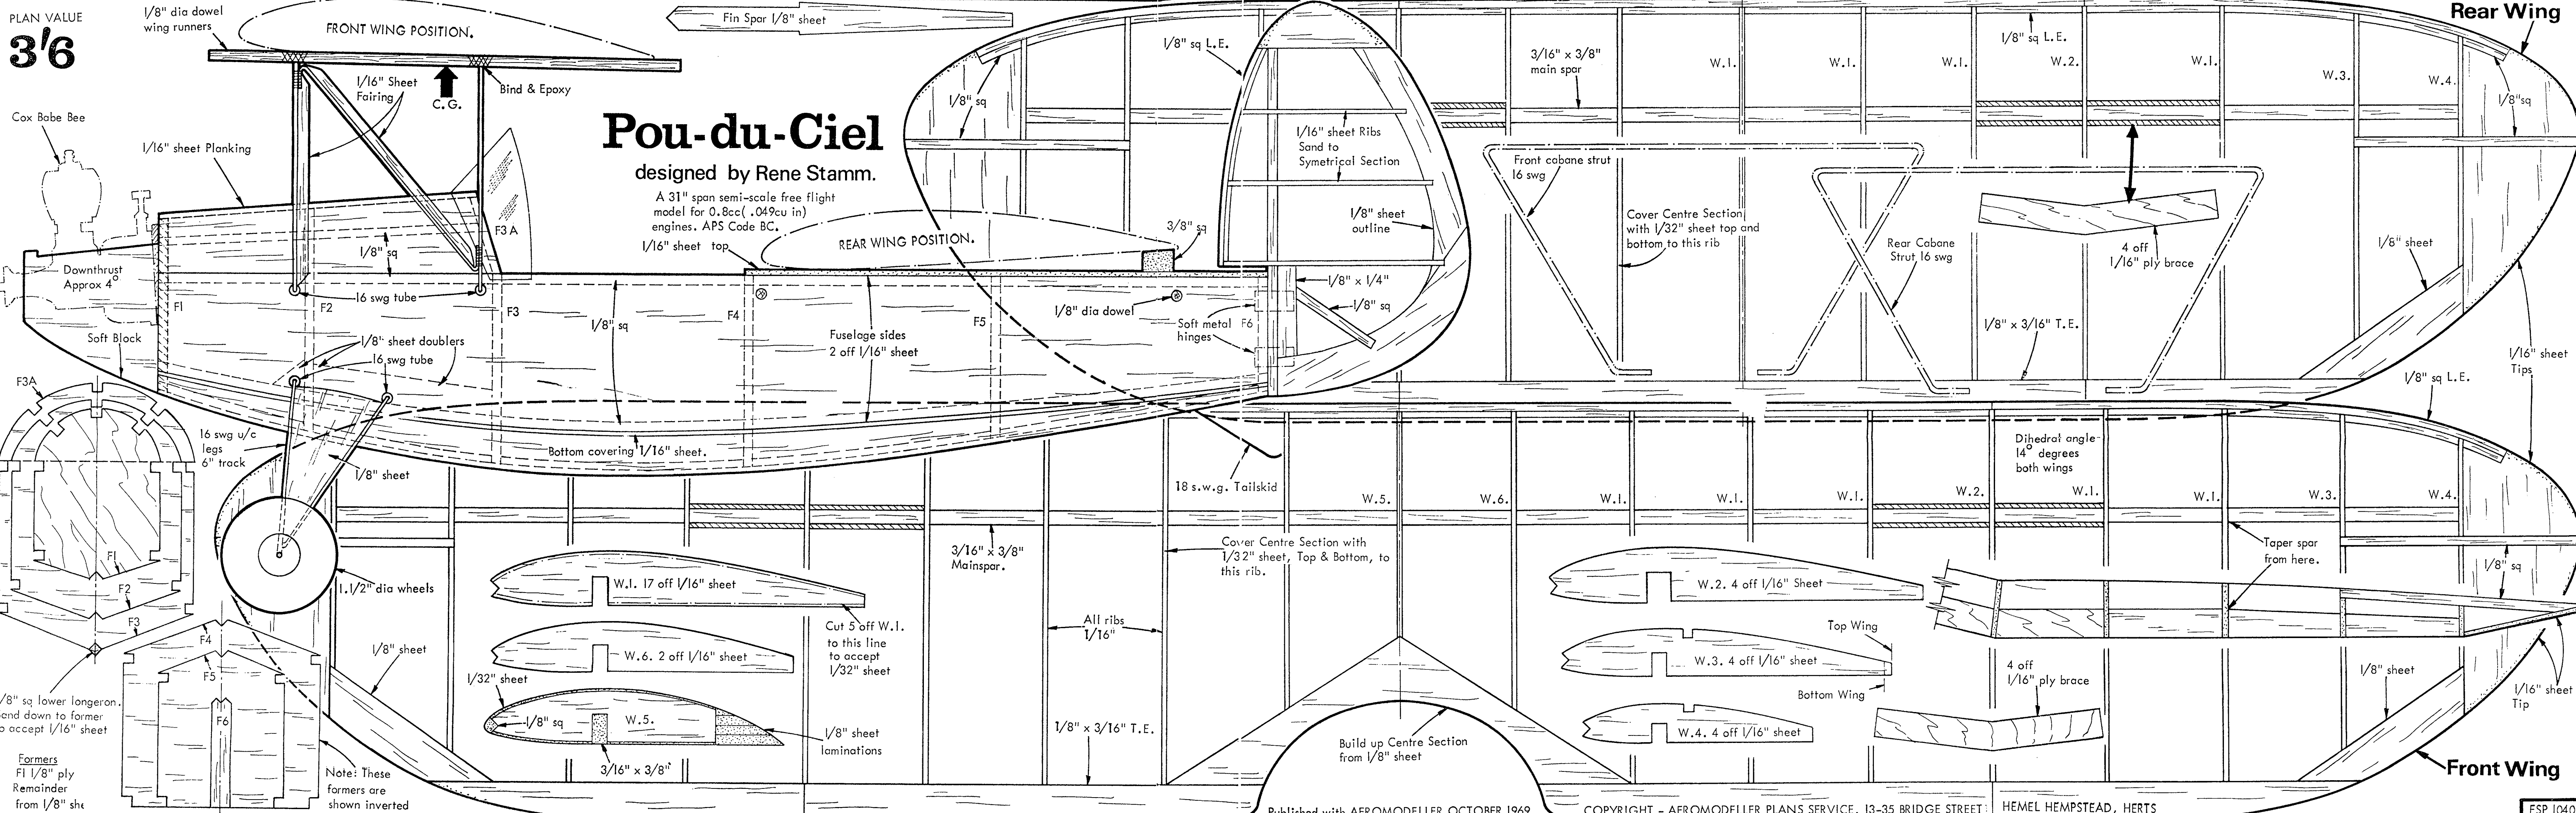 PLAN VALUE
3'6
1/8" dia dowel
wing runners
FRONT WING POSITION.
Fin Spar 1/8" sheet
1/16" Sheet
Fairing
C.G.
Bind & Epoxy
Cox Babe Bee
1/16" sheet Planking
Pou-du-Ciel
designed by Rene Stamm.
A 31" span semi-scale free flight
model for 0.8cc( .049cu in)
engines. APS Code BC.
1/16" sheet top
REAR WING POSITION.
3/8" sq
F3A
1/8" sq
Downthrust
Approx 4°
F1
16 swg tube
F2
F3
1/8" sq
F4
Fuselage sides
2 off 1/16" sheet
F5
1/8" dia dowel
Soft metal
hinges
F6
1/8" x 1/4"
1/8" sq
Soft Block
1/8" sheet doublers
16 swg tube
Bottom covering 1/16" sheet.
16 swg u/c
legs
6" track
1/8" sheet
1.1/2" dia wheels
18 s.w.g. Tailskid
1/8" sq L.E.
1/8" sq
1/16" sheet Ribs
Sand to
Symetrical Section
1/8" sheet
outline
3/16" x 3/8"
main spar
1/8" sq L.E.
Rear Wing
W.1.
W.1.
W.1.
W.2.
W.1.
W.3.
W.4.
1/8"sq
Front cabane strut
16 swg
Cover Centre Section
with 1/32" sheet top and
bottom to this rib
Rear Cabane
Strut 16 swg
4 off
1/16" ply brace
1/8" sheet
1/8" x 3/16" T.E.
1/16" sheet
Tips
1/8" sq L.E.
F3A
F1
F2
F3
F4
F5
F6
/8" sq lower longeron.
and down to former
o accept 1/16" sheet
Formers
F1 1/8" ply
Remainder
from 1/8" she
Note: These
formers are
shown inverted
1/8" sheet
3/16" x 3/8"
Mainspar.
Cover Centre Section with
1/32" sheet, Top & Bottom, to
this rib.
W.5.
W.6.
W.1.
W.1.
W.1.
W.2.
W.1.
W.1.
W.3.
W.4.
Dihedral angle-
14° degrees
both wings
Taper spar
from here.
1/8" sq
W.1. 17 off 1/16" sheet
Cut 5 off W.1.
to this line
to accept
1/32" sheet
W.6. 2 off 1/16" sheet
1/32" sheet
1/8" sq
W.5.
1/8" sheet
laminations
3/16" x 3/8"
All ribs
1/16"
1/8" x 3/16" T.E.
W.2. 4 off 1/16" Sheet
Top Wing
W.3. 4 off 1/16" sheet
Bottom Wing
W.4. 4 off 1/16" sheet
4 off
1/16" ply brace
1/8" sheet
1/16" sheet
Tip
Build up Centre Section
from 1/8" sheet
Front Wing
Published with AEROMODELLER OCTOBER 1969
COPYRIGHT - AEROMODELLER PLANS SERVICE, 13-35 BRIDGE STREET HEMEL HEMPSTEAD, HERTS
FSP 1040